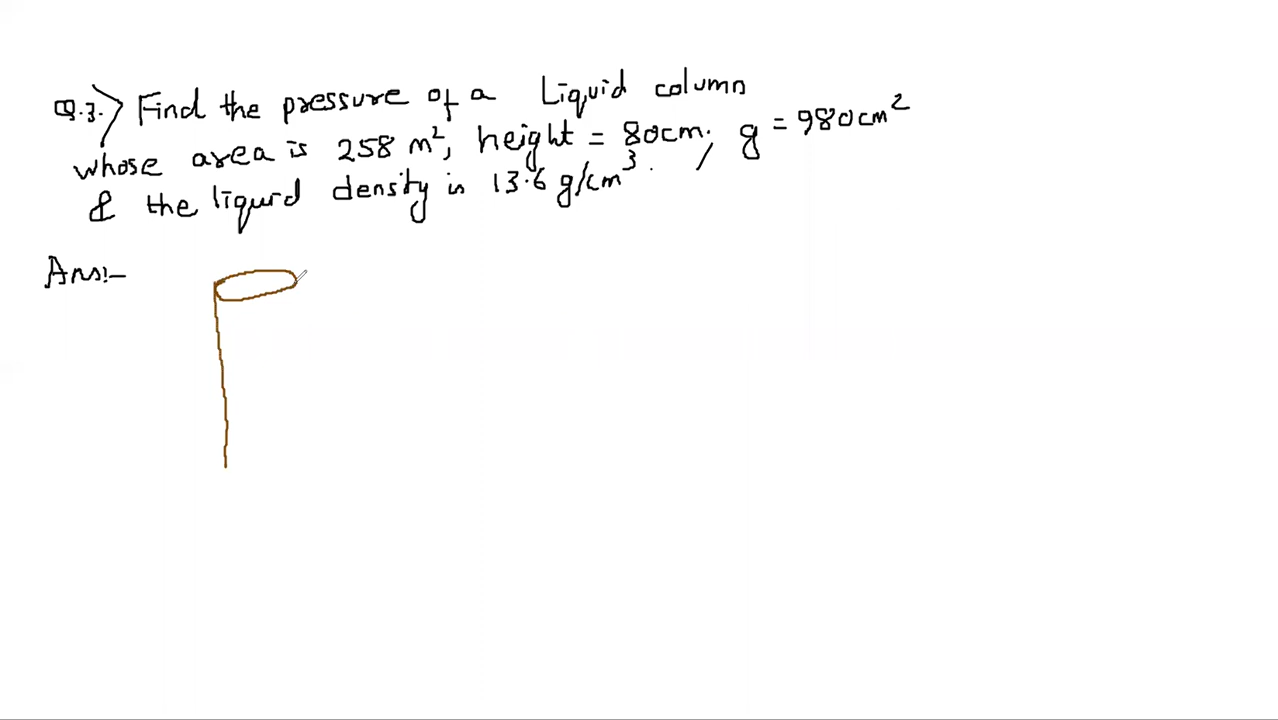 Q.3.> Find the pressure of a Liquid column
whose area is 258 m², height = 80cm, g = 980cm²
& the liquid density is 13.6 g/cm³.
Ans:-